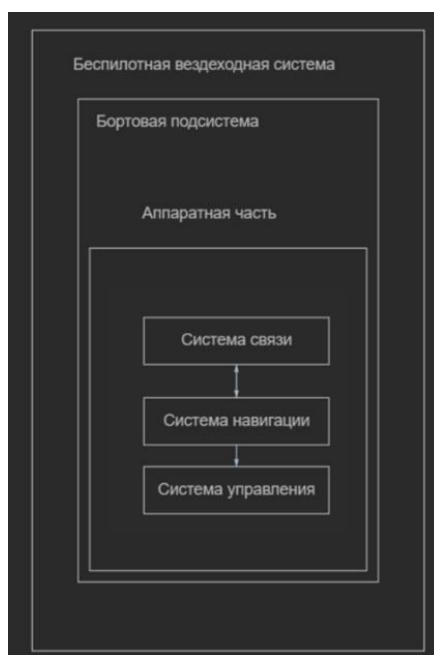 Беспилотная вездеходная система
Бортовая подсистема
Аппаратная часть
Система связи
Система навигации
Система управления